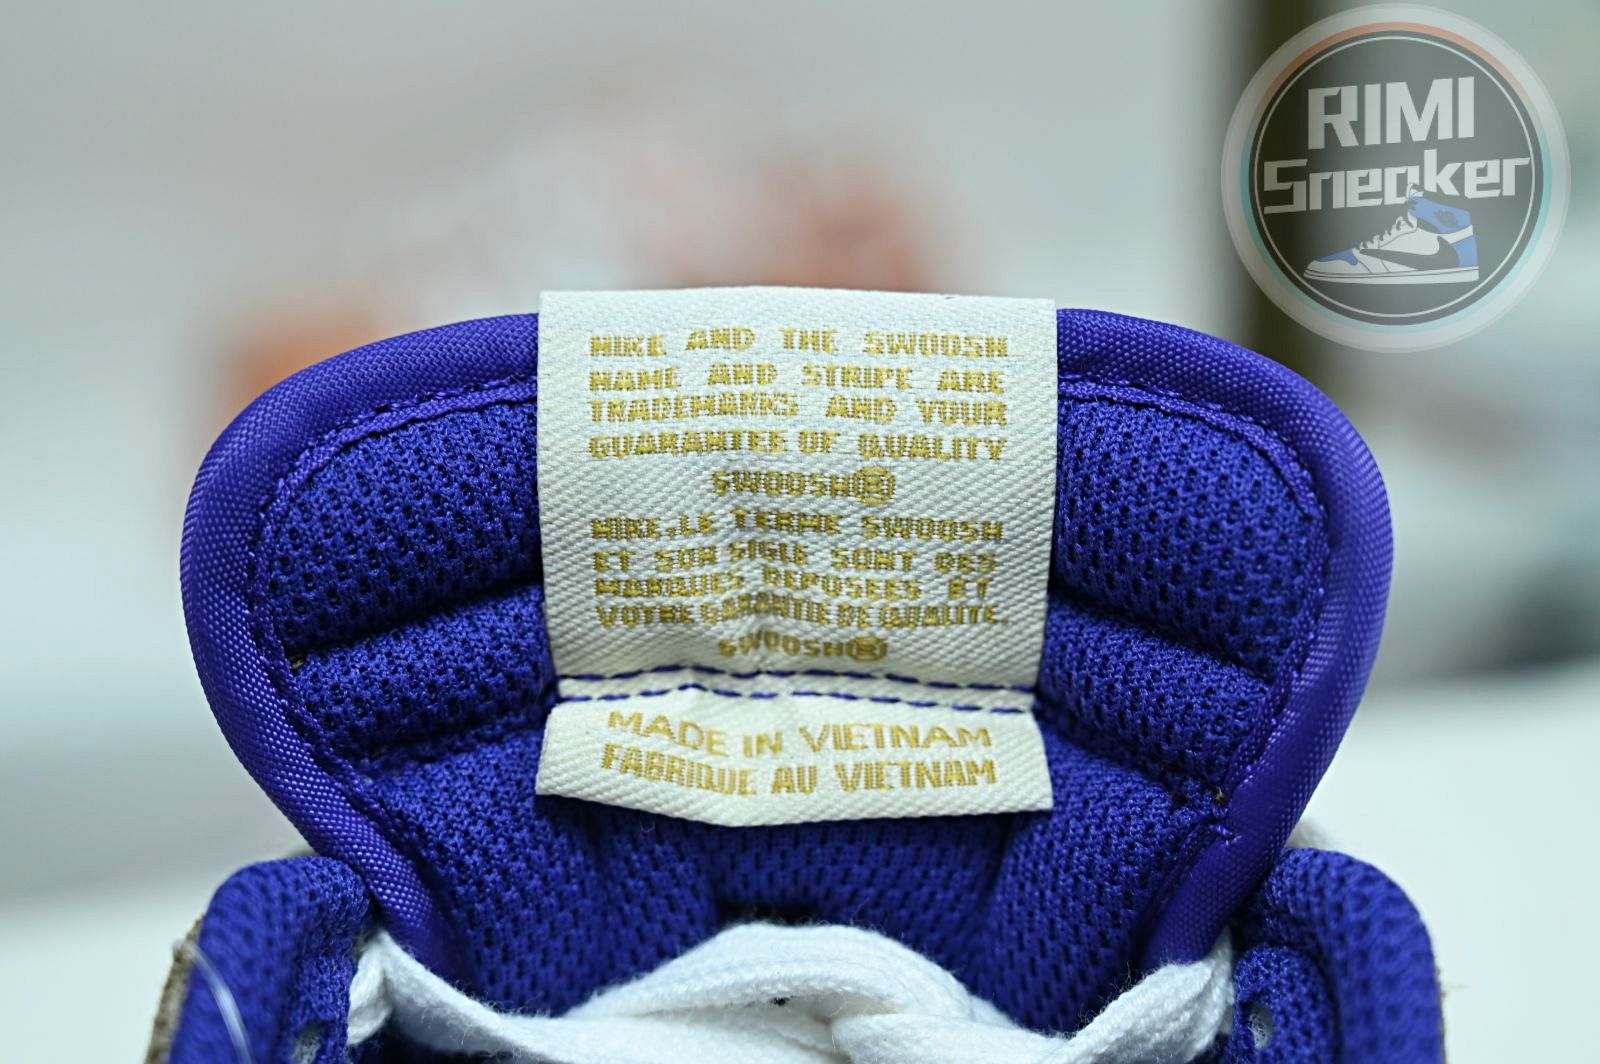 RIMI
Sneaker
NIKE AND THE SWOOSH
NAME AND STRIPE ARE
TRADEMARKS AND YOUR
GUARANTEE OF QUALITY
SWOOSH®
NIKE,LE TERME SWOOSH
ET SON SIGLE SONT DES
MARQUES DEPOSEES ET
VOTRE GARANTIE DE QUALITE.
SWOOSH®
MADE IN VIETNAM
FABRIQUE AU VIETNAM